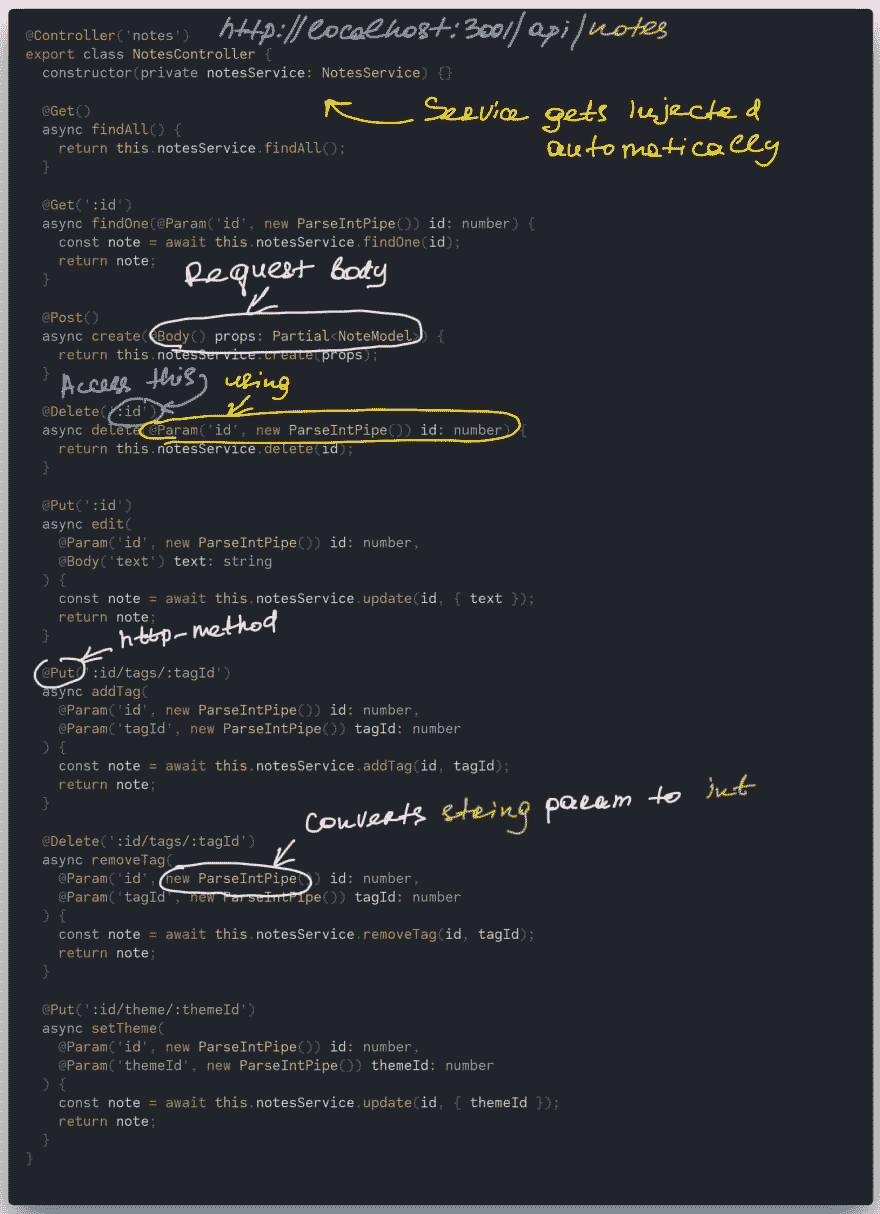 @Controller('notes') http://localhost:3001/api/notes
export class NotesController {
constructor(private notesService: NotesService) {}
@Get()
Service gets injected
async findAll() {
automatically
return this.notesService.findAll();
}
@Get(':id')
async findOne(@Param('id', new ParseIntPipe()) id: number) {
const note = await this.notesService.findOne(id);
return note;
}
Request body
@Post()
async create(@Body() props: Partial<NoteModel>) {
return this.notesService.create(props);
}
Access this using
@Delete(':id')
async delete(@Param('id', new ParseIntPipe()) id: number) {
return this.notesService.delete(id);
}
@Put(':id')
async edit(
@Param('id', new ParseIntPipe()) id: number,
@Body('text') text: string
) {
const note = await this.notesService.update(id, { text });
return note;
}
http-method
@Put(':id/tags/:tagId')
async addTag(
@Param('id', new ParseIntPipe()) id: number,
@Param('tagId', new ParseIntPipe()) tagId: number
) {
const note = await this.notesService.addTag(id, tagId);
return note;
}
converts string param to int
@Delete(':id/tags/:tagId')
async removeTag(
@Param('id', new ParseIntPipe()) id: number,
@Param('tagId', new ParseIntPipe()) tagId: number
) {
const note = await this.notesService.removeTag(id, tagId);
return note;
}
@Put(':id/theme/:themeId')
async setTheme(
@Param('id', new ParseIntPipe()) id: number,
@Param('themeId', new ParseIntPipe()) themeId: number
) {
const note = await this.notesService.update(id, { themeId });
return note;
}
}